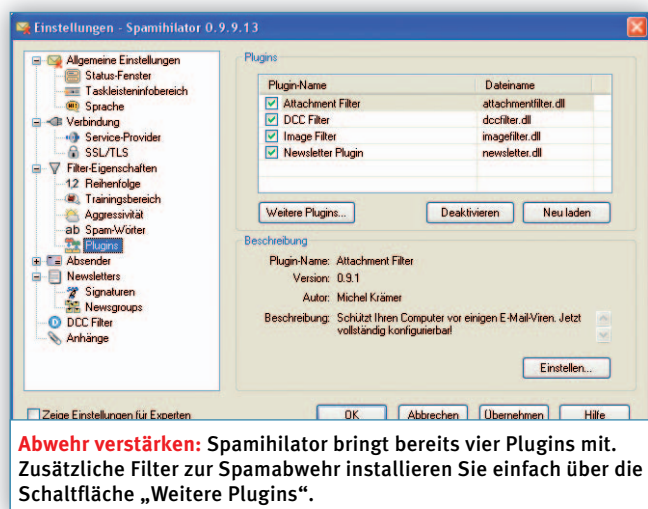 Einstellungen - Spamihilator 0.9.9.13
Allgemeine Einstellungen
Status-Fenster
Taskleisteninfobereich
Sprache
Verbindung
Service-Provider
SSL/TLS
Filter-Eigenschaften
1,2 Reihenfolge
Trainingsbereich
Aggressivität
ab Spam-Wörter
Plugins
Absender
Newsletters
Signaturen
Newsgroups
D DCC Filter
Anhänge
Zeige Einstellungen für Experten
Plugins
Plugin-Name Dateiname
Attachment Filter attachmentfilter.dll
DCC Filter dccfilter.dll
Image Filter imagefilter.dll
Newsletter Plugin newsletter.dll
Weitere Plugins... Deaktivieren Neu laden
Beschreibung
Plugin-Name: Attachment Filter
Version: 0.9.1
Autor: Michel Krämer
Beschreibung: Schützt Ihren Computer vor einigen E-Mail-Viren. Jetzt
vollständig konfigurierbar!
Einstellen...
OK Abbrechen Übernehmen Hilfe
Abwehr verstärken: Spamihilator bringt bereits vier Plugins mit.
Zusätzliche Filter zur Spamabwehr installieren Sie einfach über die
Schaltfläche „Weitere Plugins“.